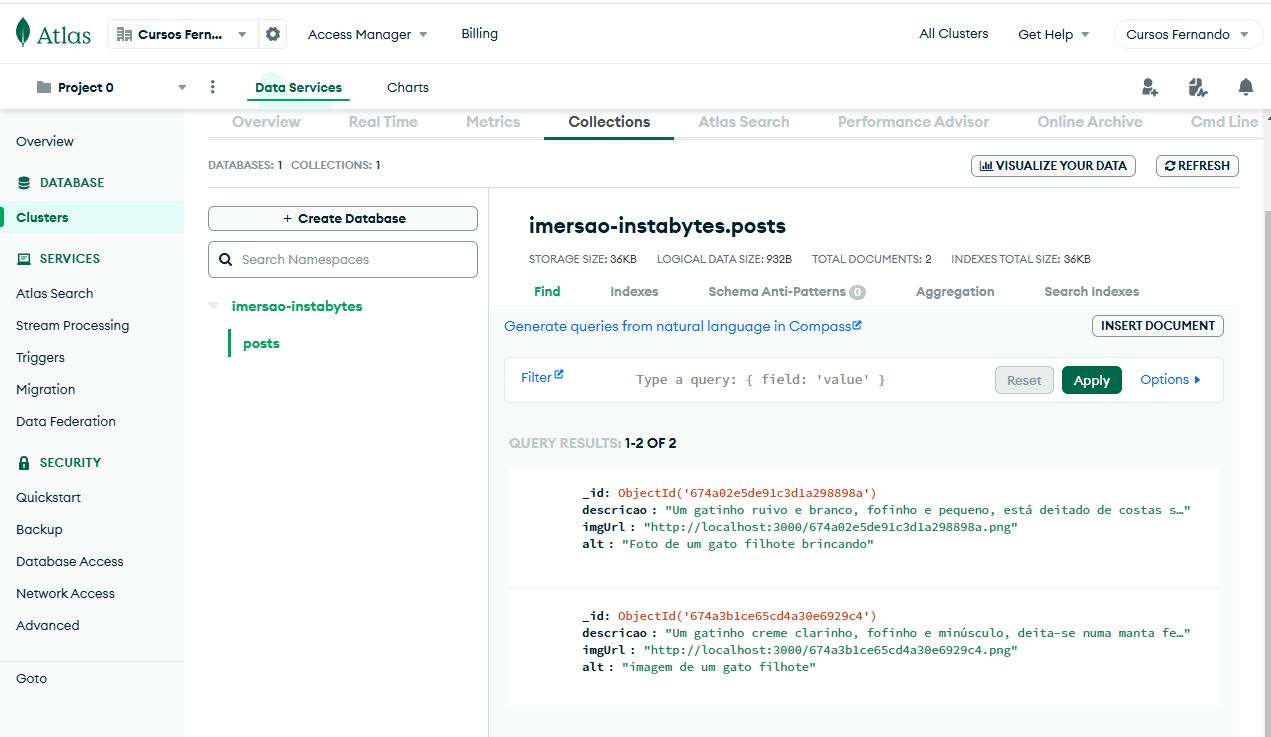 Atlas
Cursos Fern...
Access Manager
Billing
All Clusters
Get Help
Cursos Fernando
Project 0
Data Services
Charts
Overview
DATABASE
Clusters
SERVICES
Atlas Search
Stream Processing
Triggers
Migration
Data Federation
SECURITY
Quickstart
Backup
Database Access
Network Access
Advanced
Goto
Overview Real Time Metrics Collections Atlas Search Performance Advisor Online Archive Cmd Line
DATABASES: 1 COLLECTIONS: 1
VISUALIZE YOUR DATA
REFRESH
+ Create Database
Search Namespaces
imersao-instabytes
posts
imersao-instabytes.posts
STORAGE SIZE: 36KB LOGICAL DATA SIZE: 932B TOTAL DOCUMENTS: 2 INDEXES TOTAL SIZE: 36KB
Find Indexes Schema Anti-Patterns 0 Aggregation Search Indexes
Generate queries from natural language in Compass
INSERT DOCUMENT
Filter
Type a query: { field: 'value' }
Reset
Apply
Options
QUERY RESULTS: 1-2 OF 2
_id: ObjectId('674a02e5de91c3d1a298898a')
descricao : "Um gatinho ruivo e branco, fofinho e pequeno, está deitado de costas s…"
imgUrl : "http://localhost:3000/674a02e5de91c3d1a298898a.png"
alt : "Foto de um gato filhote brincando"
_id: ObjectId('674a3b1ce65cd4a30e6929c4')
descricao : "Um gatinho creme clarinho, fofinho e minúsculo, deita-se numa manta fe…"
imgUrl : "http://localhost:3000/674a3b1ce65cd4a30e6929c4.png"
alt : "imagem de um gato filhote"